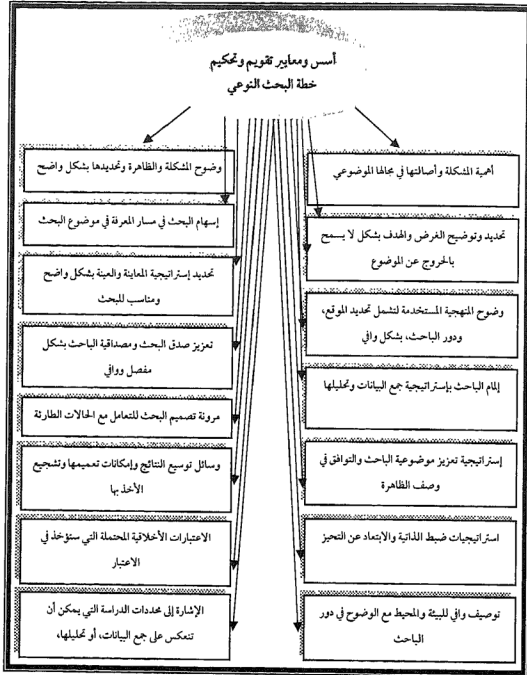 أسس ومعايير تقويم وتحكيم
خطة البحث النوعي
أهمية المشكلة وأصالتها في مجالها الموضوعي
تحديد وتوضيح الغرض والهدف بشكل لا يسمح
بالخروج عن الموضوع
وضوح المنهجية المستخدمة لتشمل تحديد الموقع،
ودور الباحث، بشكل وافي
إلمام الباحث بإستراتيجية جمع البيانات وتحليلها
إستراتيجية تعزيز موضوعية الباحث والتوافق في
وصف الظاهرة
استراتيجيات ضبط الذاتية والابتعاد عن التحيز
توصيف وافي للبيئة والمحيط مع الوضوح في دور
الباحث
وضوح المشكلة والظاهرة وتحديدها بشكل واضح
إسهام البحث في مسار المعرفة في موضوع البحث
تحديد إستراتيجية المعاينة والعينة بشكل واضح
ومناسب للبحث
تعزيز صدق البحث ومصداقية الباحث بشكل
مفصل ووافي
مرونة تصميم البحث للتعامل مع الحالات الطارئة
وسائل توسيع النتائج وإمكانات تعميمها وتشجيع
الأخذ بها
الاعتبارات الأخلاقية المحتملة التي ستؤخذ في
الاعتبار
الإشارة إلى محددات الدراسة التي يمكن أن
تنعكس على جمع البيانات، أو تحليلها،